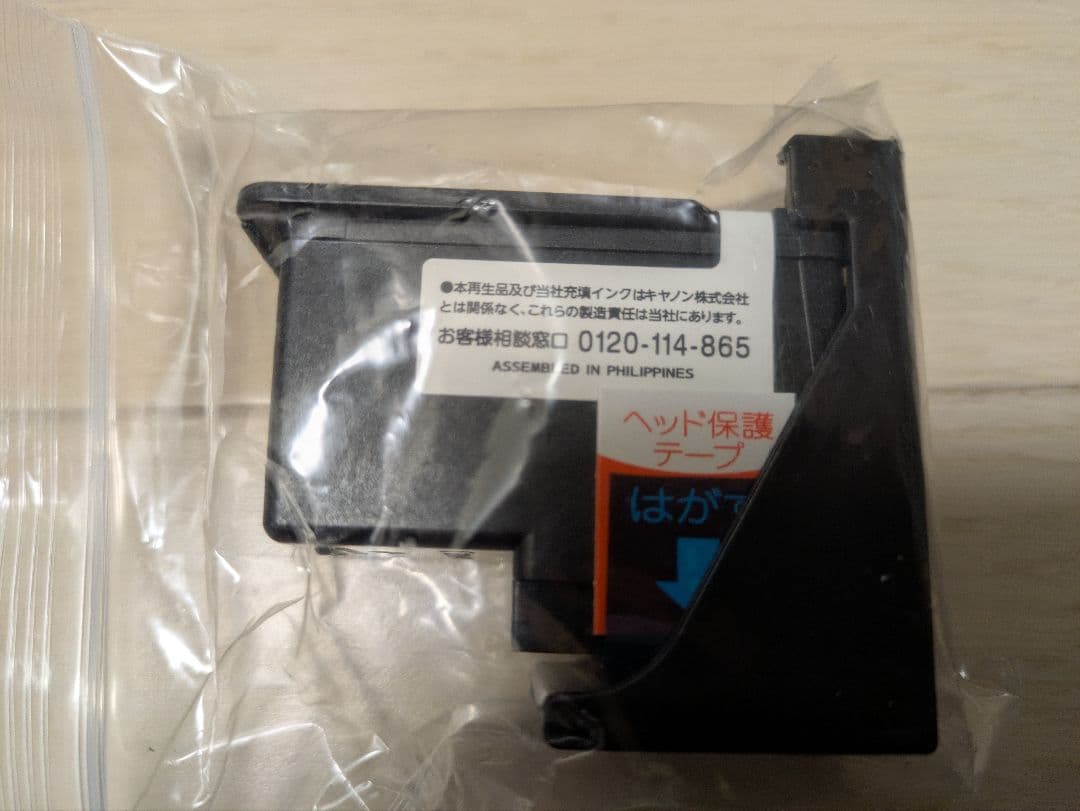 ●本再生品及び当社充填インクはキヤノン株式会社
とは関係なく、これらの製造責任は当社にあります。
お客様相談窓口 0120-114-865
ASSEMBLED IN PHILIPPINES
ヘッド保護
テープ
はがす